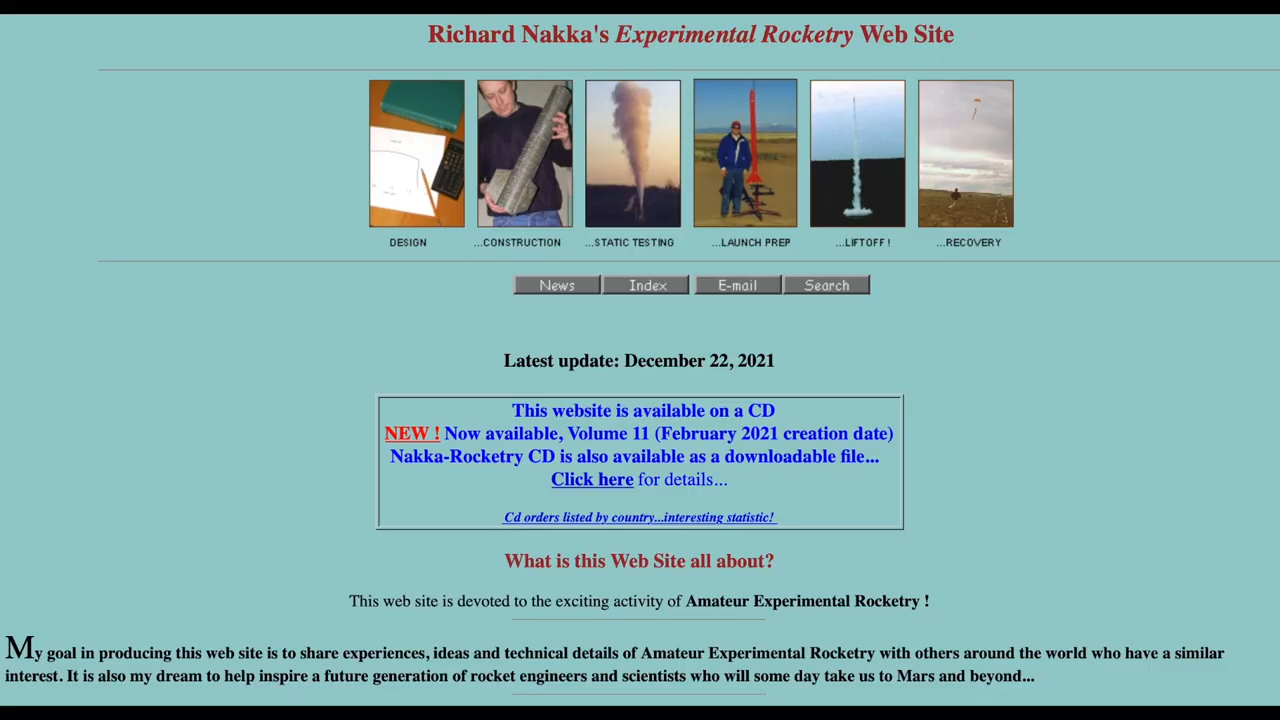 Richard Nakka's Experimental Rocketry Web Site
DESIGN ...CONSTRUCTION ...STATIC TESTING ...LAUNCH PREP ...LIFTOFF ! ...RECOVERY
News Index E-mail Search
Latest update: December 22, 2021
This website is available on a CD
NEW ! Now available, Volume 11 (February 2021 creation date)
Nakka-Rocketry CD is also available as a downloadable file...
Click here for details...
Cd orders listed by country...interesting statistic!
What is this Web Site all about?
This web site is devoted to the exciting activity of Amateur Experimental Rocketry !
My goal in producing this web site is to share experiences, ideas and technical details of Amateur Experimental Rocketry with others around the world who have a similar
interest. It is also my dream to help inspire a future generation of rocket engineers and scientists who will some day take us to Mars and beyond...